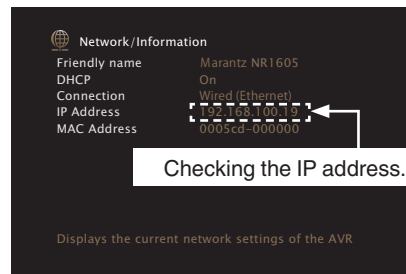 Network/Information
Friendly name Marantz NR1605
DHCP On
Connection Wired (Ethernet)
IP Address 192.168.100.19
MAC Address 0005cd-000000
Checking the IP address.
Displays the current network settings of the AVR